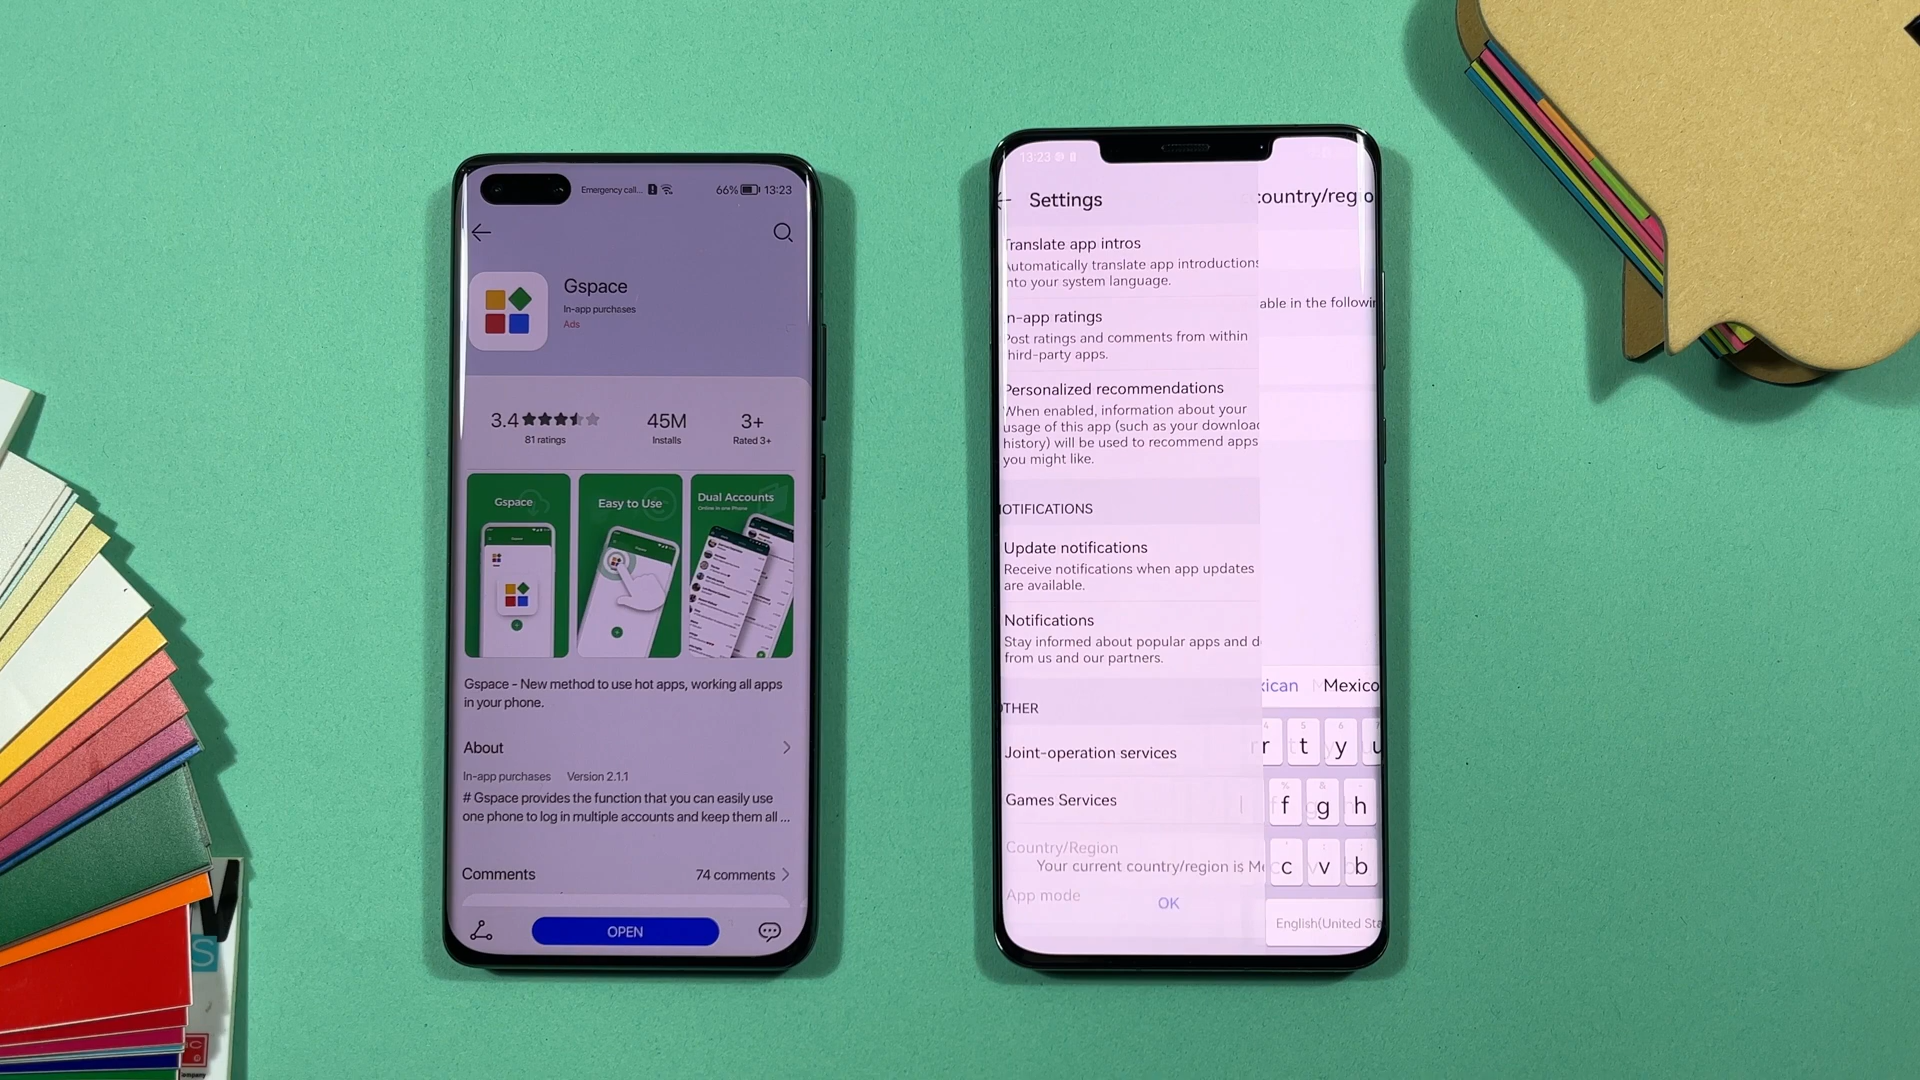 Emergency call...
66%
13:23
Gspace
In-app purchases
Ads
3.4
81 ratings
45M
Installs
3+
Rated 3+
Gspace
Easy to Use
Dual Accounts
Online in one Phone
Gspace - New method to use hot apps, working all apps
in your phone.
About
In-app purchases Version 2.1.1
# Gspace provides the function that you can easily use
one phone to log in multiple accounts and keep them all ...
Comments
74 comments
OPEN
13:23
Settings
country/regio
Translate app intros
Automatically translate app introductions
into your system language.
able in the followin
n-app ratings
Post ratings and comments from within
third-party apps.
Personalized recommendations
When enabled, information about your
usage of this app (such as your download
history) will be used to recommend apps
you might like.
OTIFICATIONS
Update notifications
Receive notifications when app updates
are available.
Notifications
Stay informed about popular apps and d
from us and our partners.
xican
Mexico
THER
r t y u
Joint-operation services
Games Services
f g h
Country/Region
Your current country/region is Me
c v b
App mode
OK
English(United Sta
S